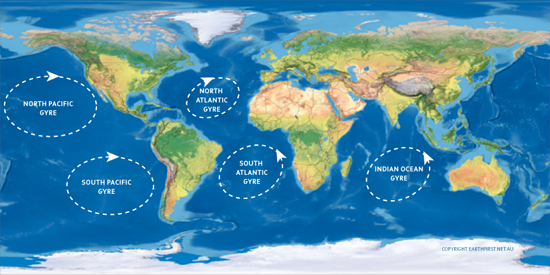 NORTH PACIFIC
GYRE
NORTH
ATLANTIC
GYRE
SOUTH PACIFIC
GYRE
SOUTH
ATLANTIC
GYRE
INDIAN OCEAN
GYRE
COPYRIGHT EARTHFIRST.NET.AU